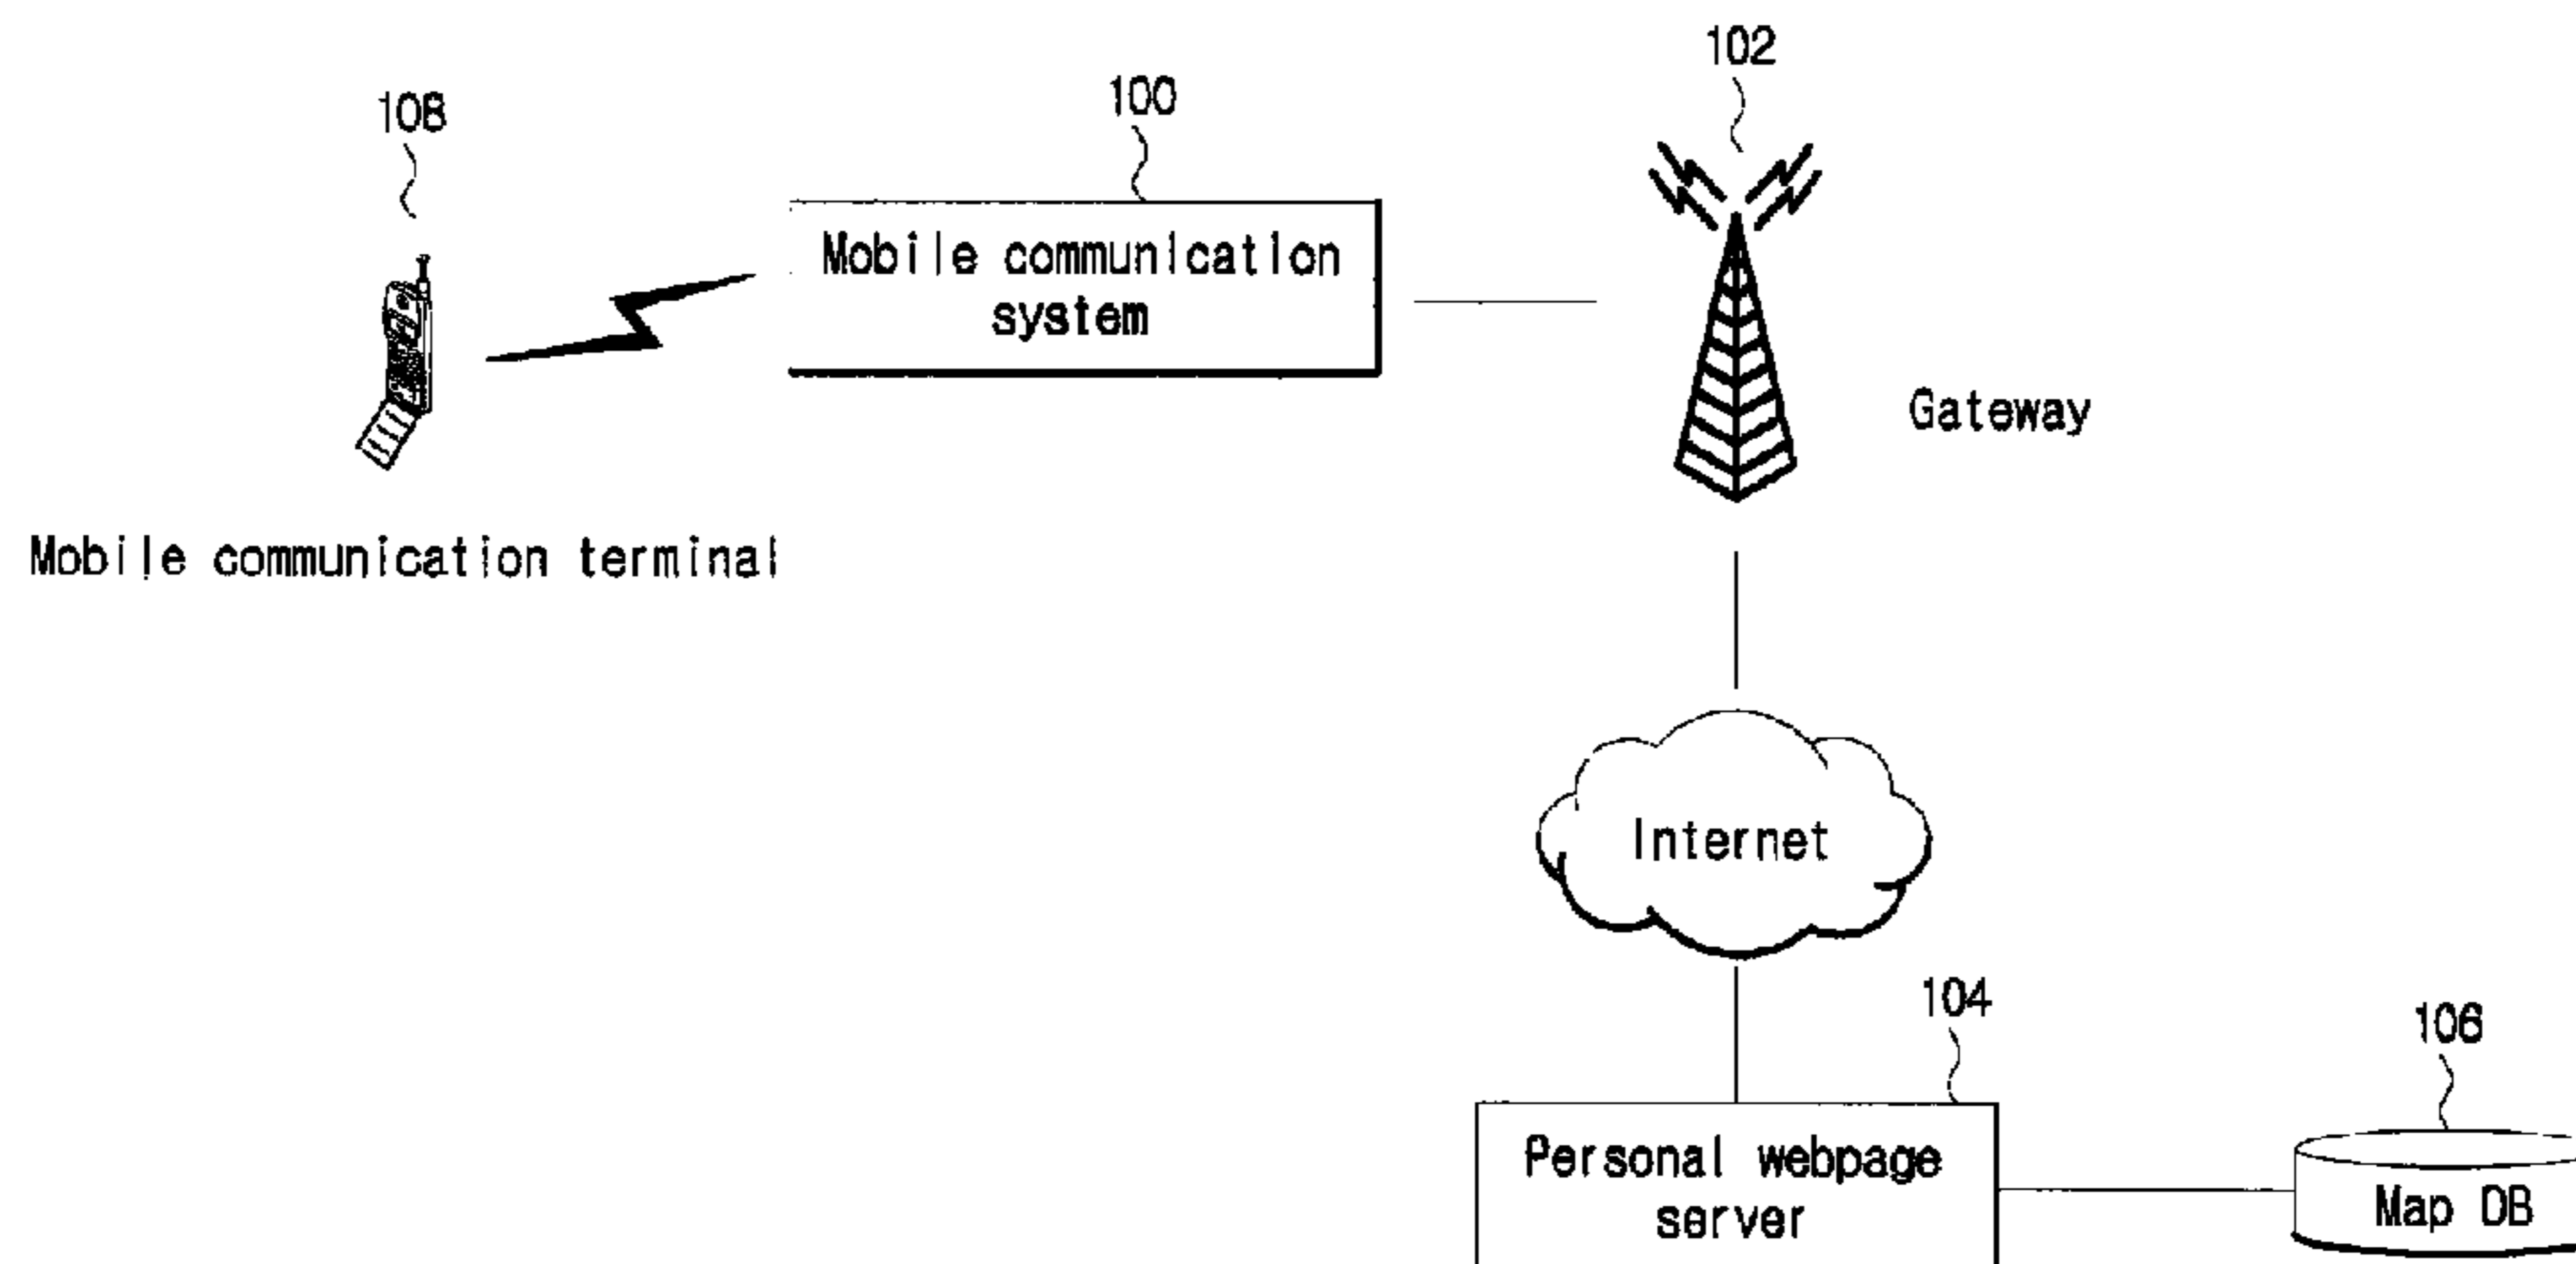 102
100
108
Mobile communication
system
Gateway
Mobile communication terminal
Internet
104
106
Personal webpage
server
Map DB